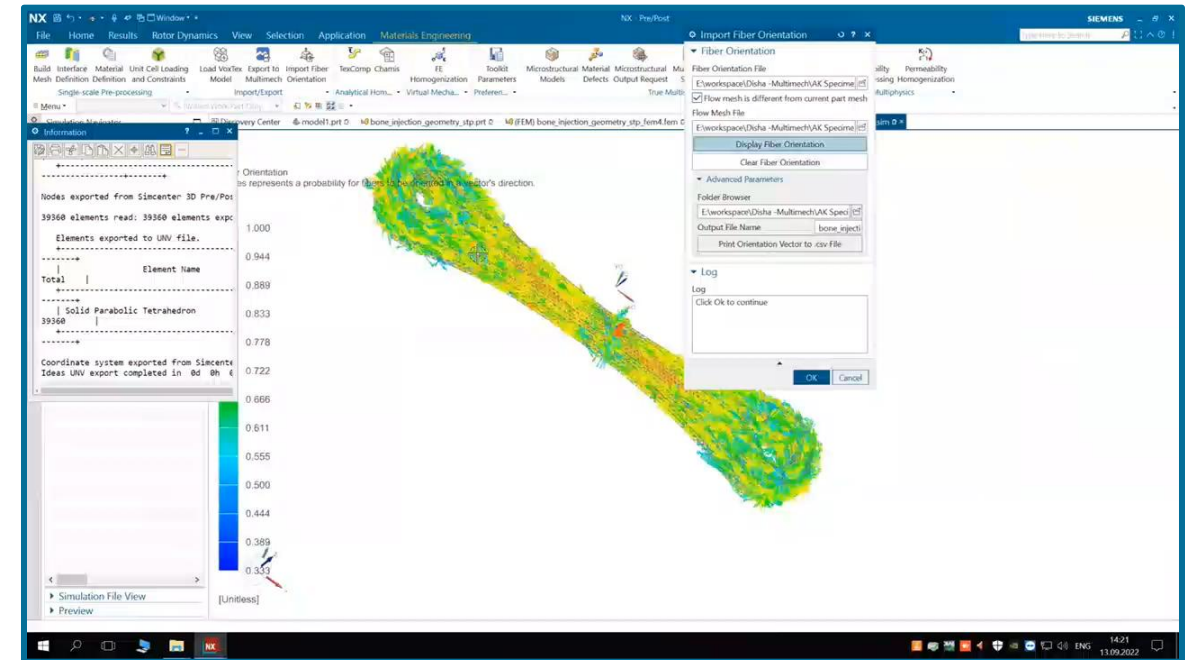 NX
Window
NX - Pre/Post
SIEMENS
File Home Results Rotor Dynamics View Selection Application Materials Engineering
Build Mesh
Interface Definition
Material Definition
Unit Cell Loading and Constraints
Load VoxTex Model
Export to Multimech
Import Fiber Orientation
TexComp
Chamis
FE Homogenization
Toolkit Parameters
Microstructural Models
Material Defects
Microstructural Output Request
Permeability Homogenization
Single-scale Pre-processing
Import/Export
Analytical Hom...
Virtual Mecha...
Preferen...
True Multi
Multiphysics
Menu
Discovery Center
model1.prt
bone_injection_geometry_stp.prt
(FEM) bone_injection_geometry_stp_fem4.fem
Information
Nodes exported from Simcenter 3D Pre/Pos
39360 elements read: 39360 elements expo
Elements exported to UNV file.
Element Name
Total |
| Solid Parabolic Tetrahedron
39360 |
Coordinate system exported from Simcente
Ideas UNV export completed in 0d 0h
Simulation File View
Preview
Orientation
es represents a probability for fibers to be oriented in a vector's direction.
1.000
0.944
0.889
0.833
0.778
0.722
0.666
0.611
0.555
0.500
0.444
0.389
0.333
[Unitless]
Import Fiber Orientation
Fiber Orientation
Fiber Orientation File
E:\workspace\Disha -Multimech\AK Specime
Flow mesh is different from current part mesh
Flow Mesh File
E:\workspace\Disha -Multimech\AK Specime
Display Fiber Orientation
Clear Fiber Orientation
Advanced Parameters
Folder Browser
E:\workspace\Disha -Multimech\AK Speci
Output File Name
bone_injecti
Print Orientation Vector to .csv File
Log
Log
Click Ok to continue
OK
Cancel
NX
ENG
14:21
13.09.2022